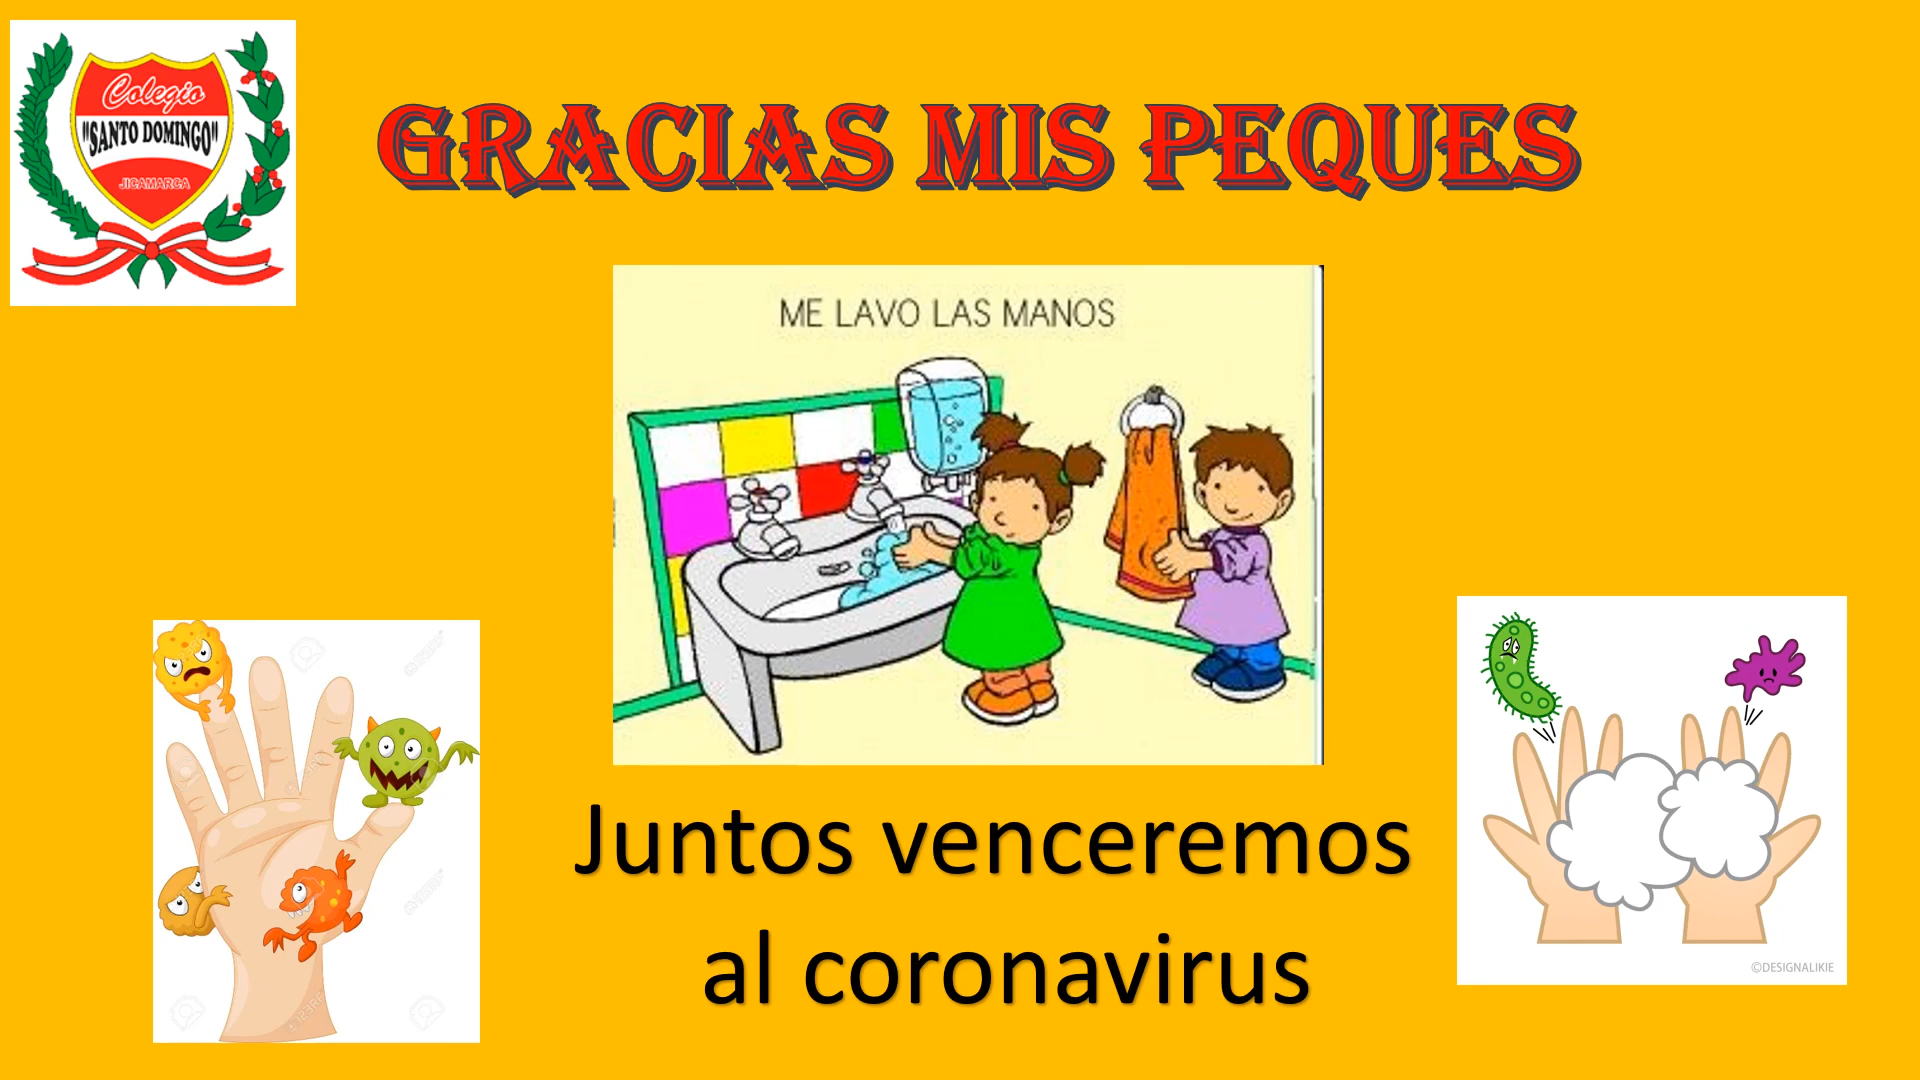 Colegio
"SANTO DOMINGO"
JICAMARCA
GRACIAS MIS PEQUES
ME LAVO LAS MANOS
Juntos venceremos
al coronavirus
©DESIGNALIKIE